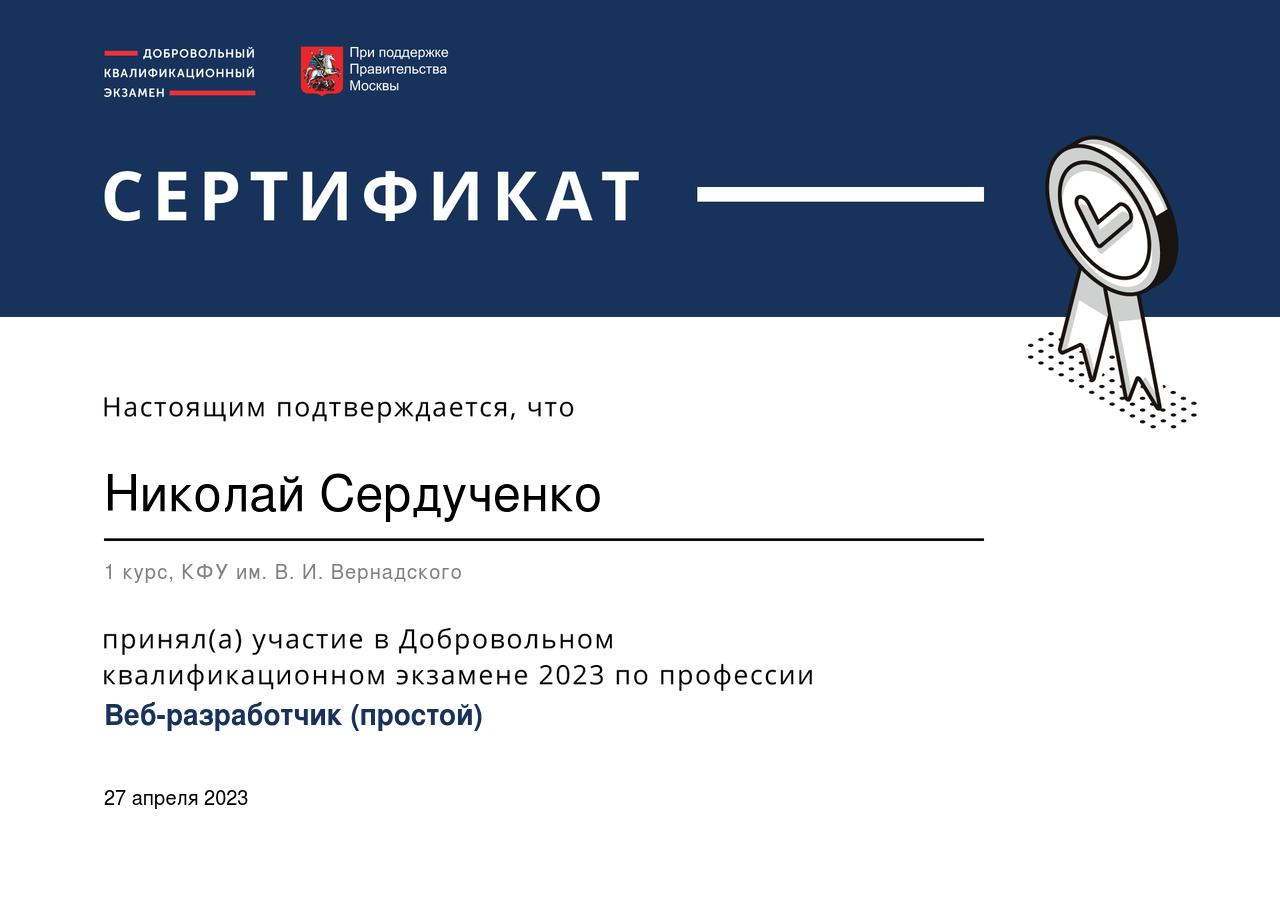 ДОБРОВОЛЬНЫЙ
КВАЛИФИКАЦИОННЫЙ
ЭКЗАМЕН
При поддержке
Правительства
Москвы
СЕРТИФИКАТ
Настоящим подтверждается, что
Николай Сердученко
1 курс, КФУ им. В. И. Вернадского
принял(а) участие в Добровольном
квалификационном экзамене 2023 по профессии
Веб-разработчик (простой)
27 апреля 2023